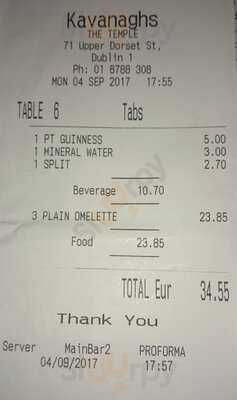 Kavanaghs
THE TEMPLE
71 Upper Dorset St,
Dublin 1
Ph: 01 8788 308
MON 04 SEP 2017 17:55
TABLE 6 Tabs
1 PT GUINNESS 5.00
1 MINERAL WATER 3.00
1 SPLIT 2.70
Beverage 10.70
3 PLAIN OMELETTE 23.85
Food 23.85
TOTAL Eur 34.55
Thank You
Server MainBar2 PROFORMA
04/09/2017 17:57